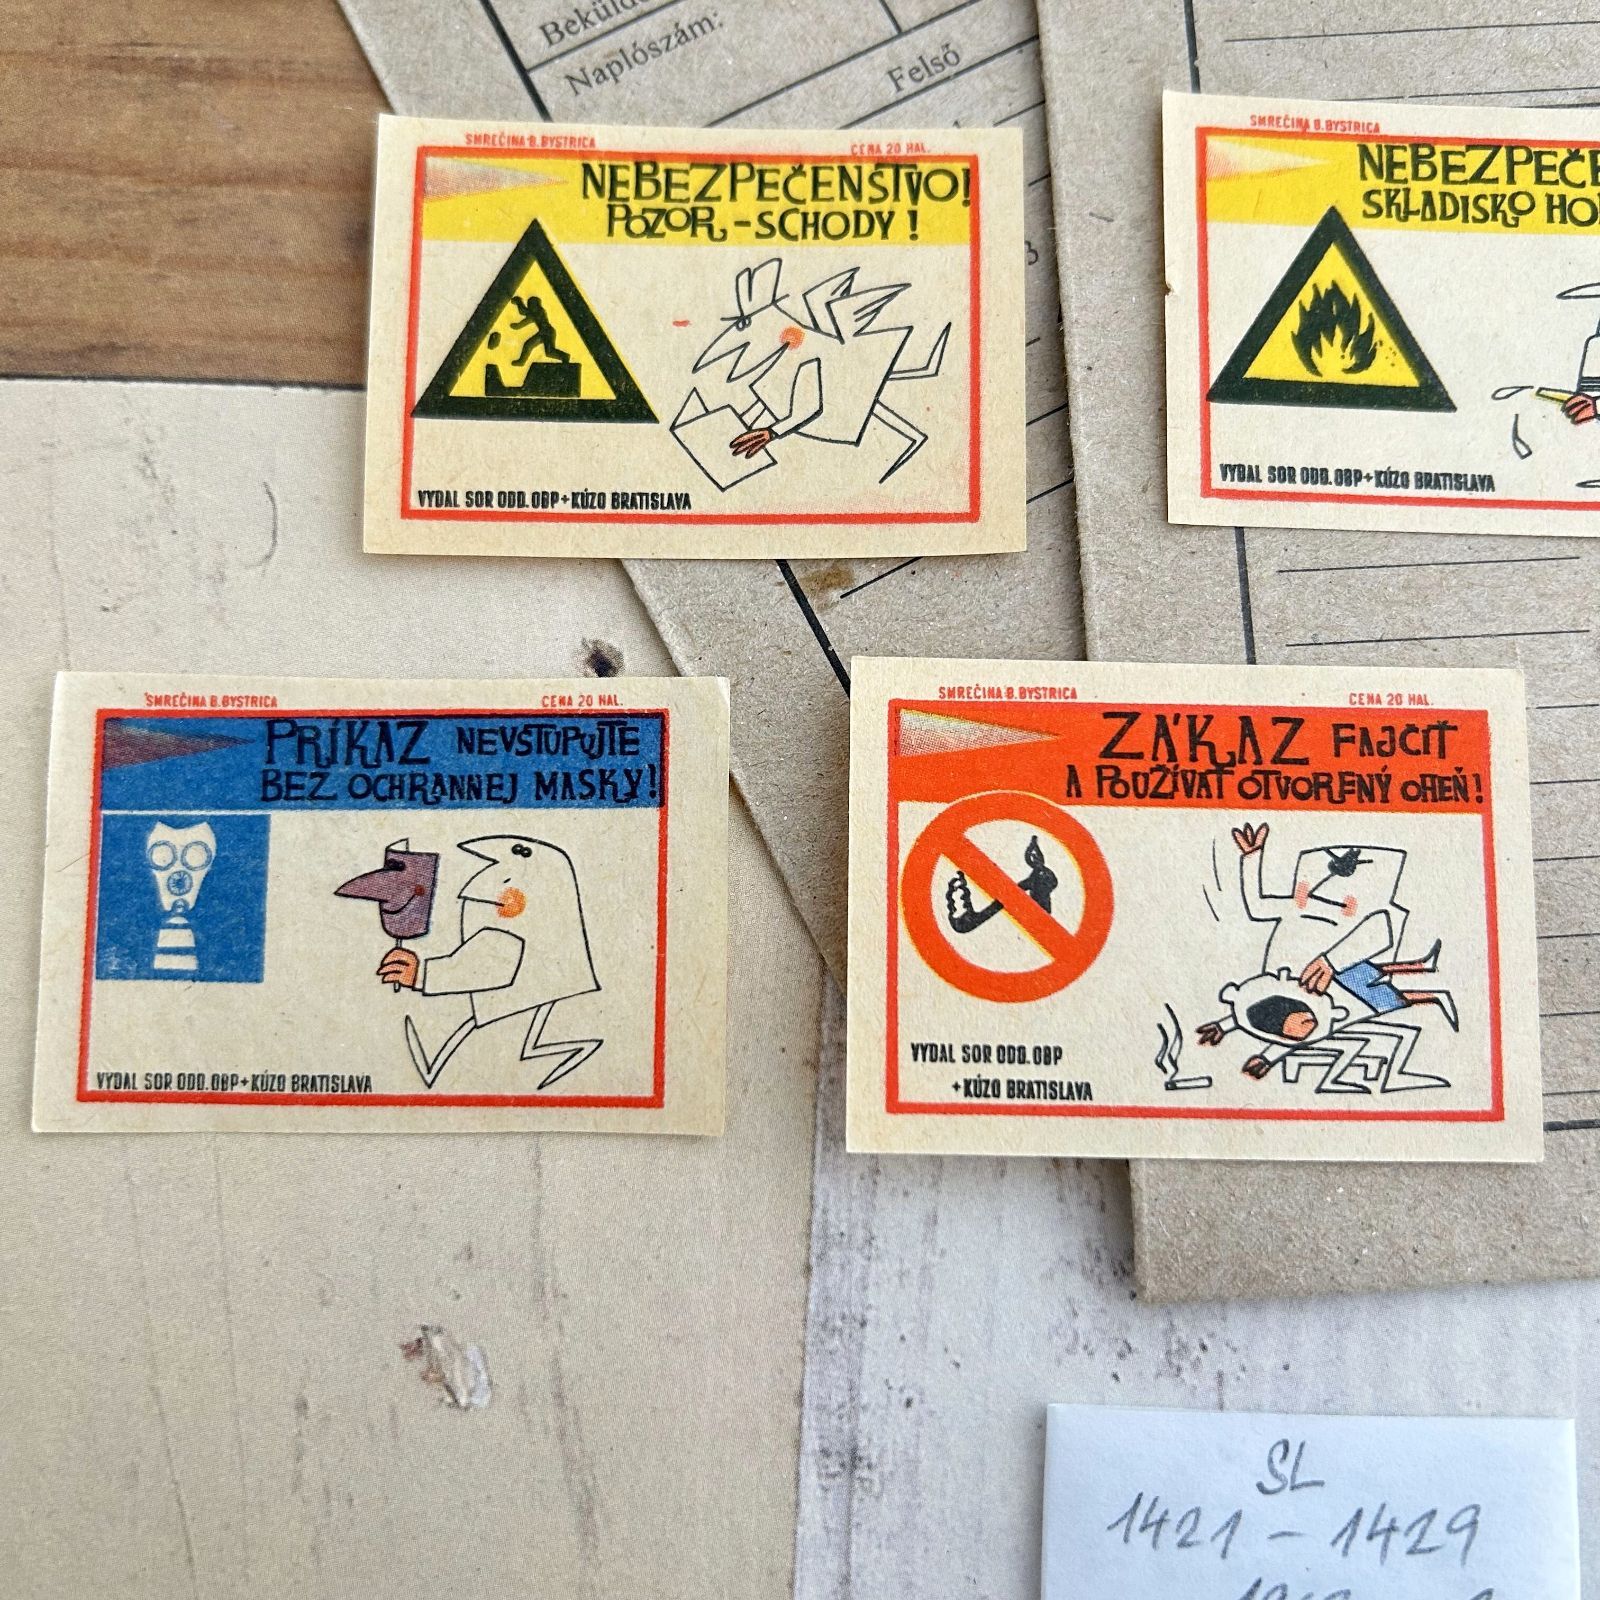 Naplószám:
Felső
SMREČINA B.BYSTRICA
CENA 20 HAL.
NEBEZPEČENSTVO!
POZOR - SCHODY!
VYDAL SOR ODD. OBP + KÚZO BRATISLAVA
SMREČINA B.BYSTRICA
SKLADISKO
VYDAL SOR ODD. OBP + KÚZO BRATISLAVA
SMREČINA B.BYSTRICA
CENA 20 HAL.
PRÍKAZ NEVSTUPUJTE
BEZ OCHRANNEJ MASKY!
VYDAL SOR ODD. OBP + KÚZO BRATISLAVA
SMREČINA B.BYSTRICA
CENA 20 HAL.
ZÁKAZ FAJČIŤ
A POUŽÍVAŤ OTVORENÝ OHEŇ!
VYDAL SOR ODD. OBP
+ KÚZO BRATISLAVA
SL
1421 - 1429